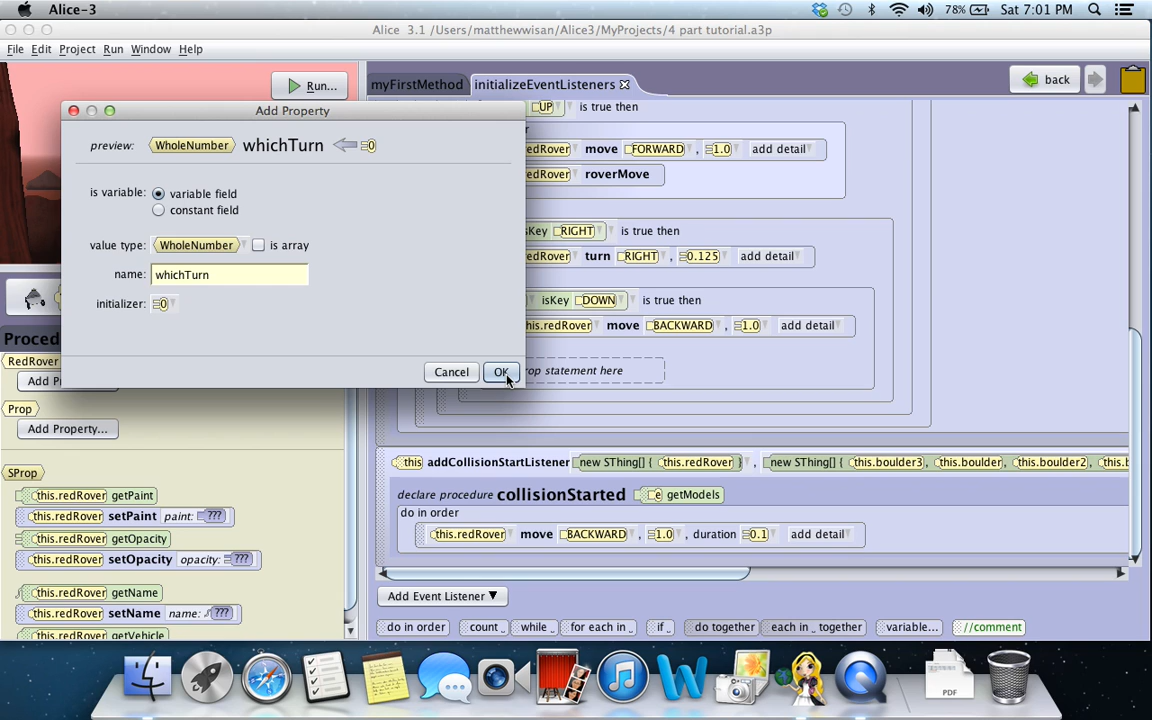 Alice-3 78% Sat 7:01 PM
Alice 3.1 /Users/matthewwisan/Alice3/MyProjects/4 part tutorial.a3p
File Edit Project Run Window Help
Run... myFirstMethod initializeEventListeners back
Add Property
preview: WholeNumber whichTurn 0
is variable: variable field
constant field
value type: WholeNumber is array
name: whichTurn
initializer: 0
Cancel OK
UP is true then
edRover move FORWARD , 1.0 add detail
edRover roverMove
sKey RIGHT is true then
edRover turn RIGHT , 0.125 add detail
isKey DOWN is true then
his.redRover move BACKWARD , 1.0 add detail
rop statement here
this addCollisionStartListener new SThing[] { this.redRover } , new SThing[] { this.boulder3 , this.boulder , this.boulder2 , this.b
declare procedure collisionStarted e getModels
do in order
this.redRover move BACKWARD , 1.0 , duration 0.1 add detail
Add Event Listener
do in order count while for each in if do together each in together variable... //comment
Proced
RedRover
Add P
Prop
Add Property...
SProp
this.redRover getPaint
this.redRover setPaint paint: ???
this.redRover getOpacity
this.redRover setOpacity opacity: ???
this.redRover getName
this.redRover setName name: ???
this.redRover getVehicle
PDF